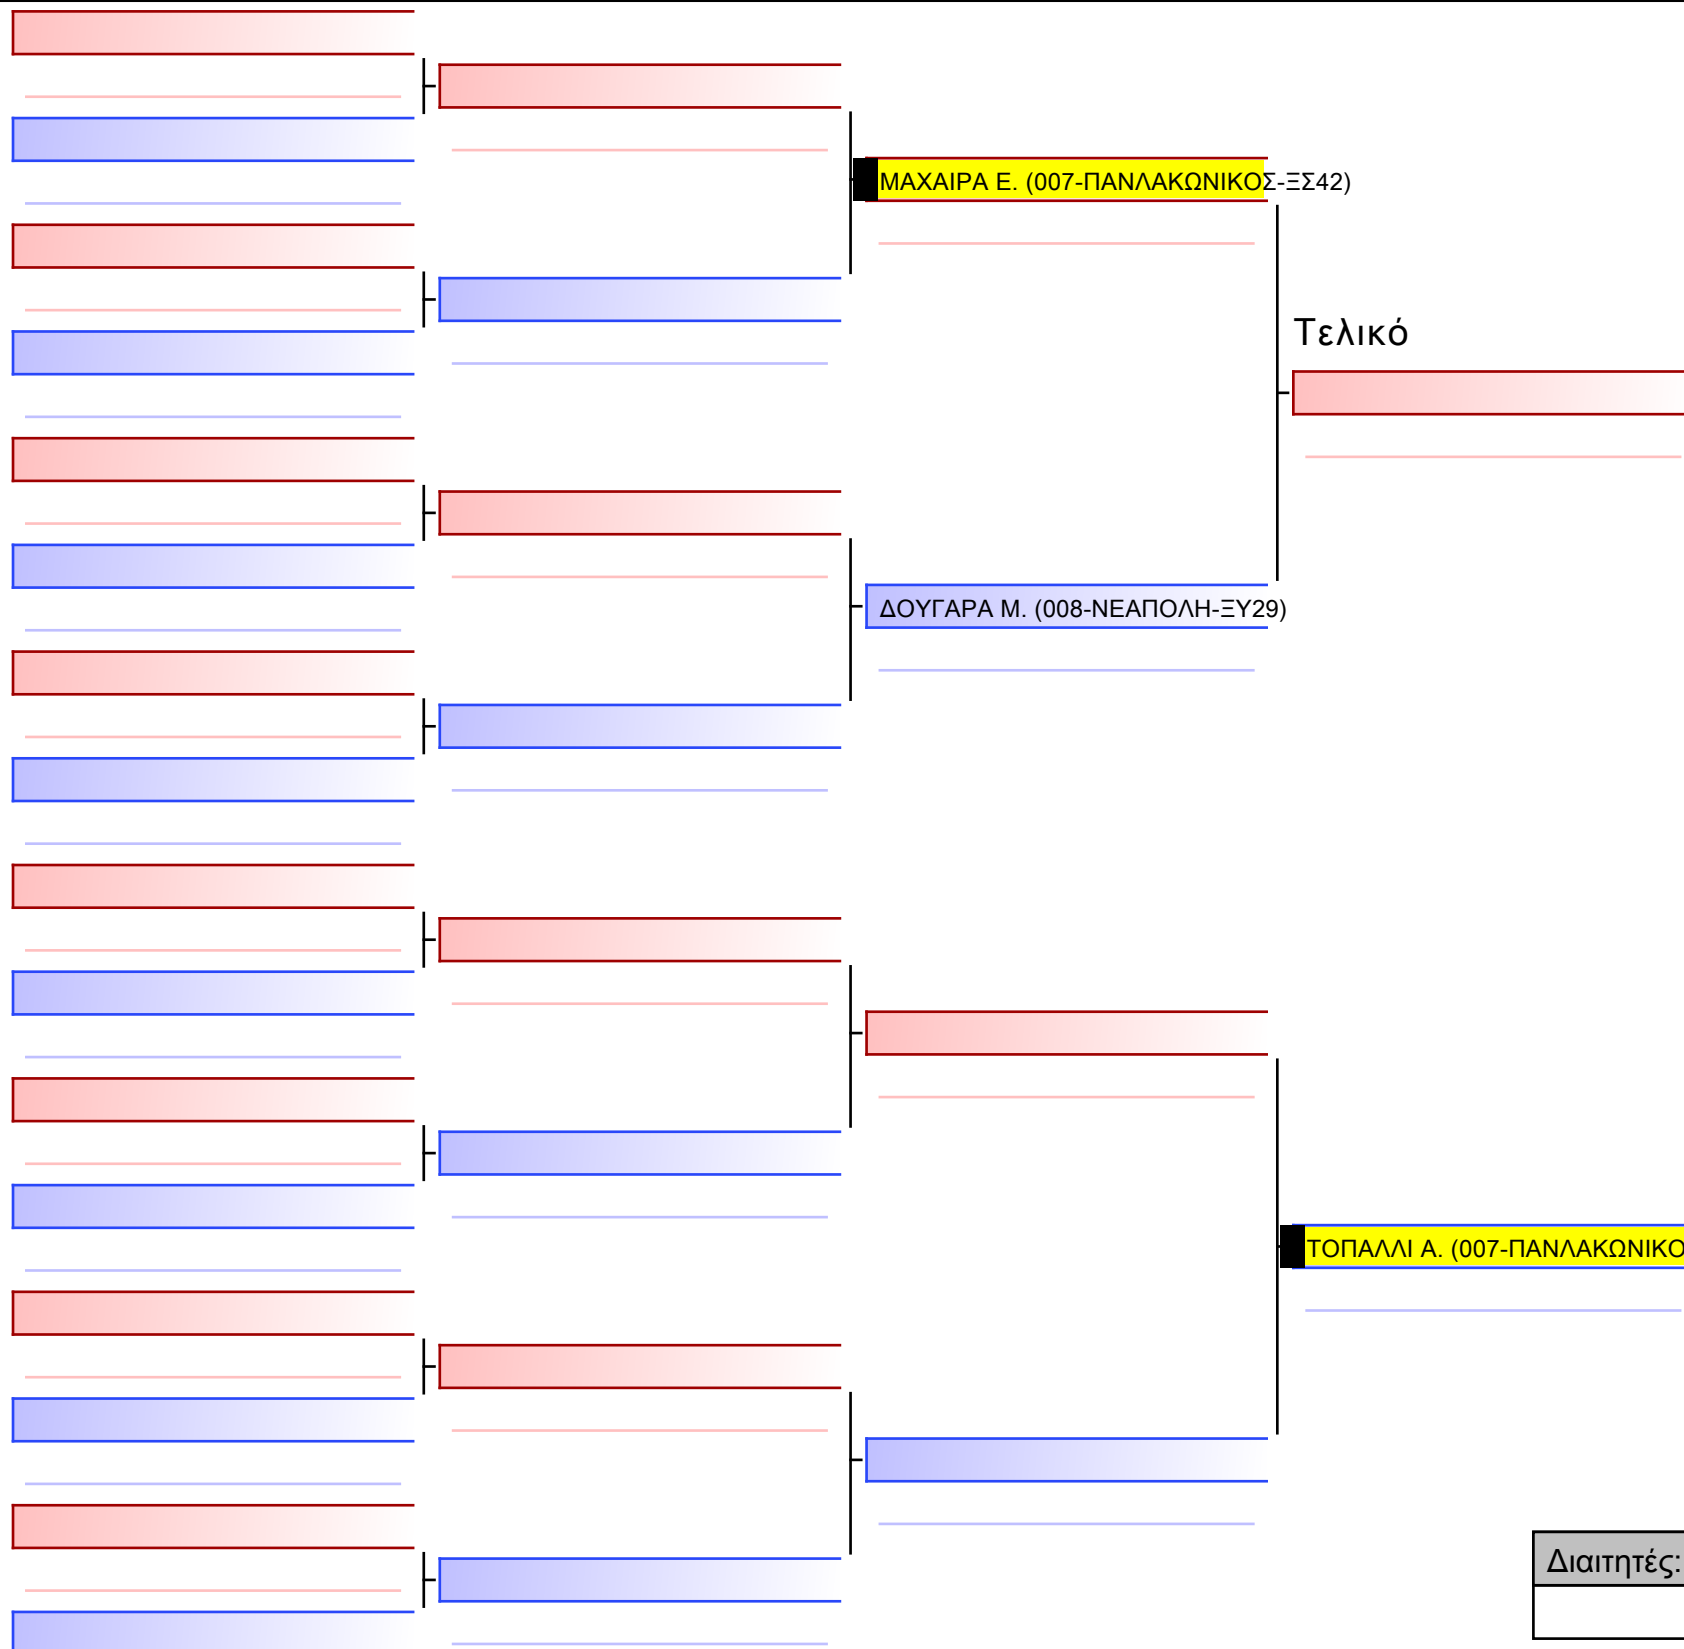 ΜΑΧΑΙΡΑ Ε. (007-ΠΑΝΛΑΚΩΝΙΚΟΣ-ΞΣ42)
Τελικό
ΔΟΥΓΑΡΑ Μ. (008-ΝΕΑΠΟΛΗ-ΞΥ29)
ΤΟΠΑΛΛΙ Α. (007-ΠΑΝΛΑΚΩΝΙΚΟ
Διαιτητές: